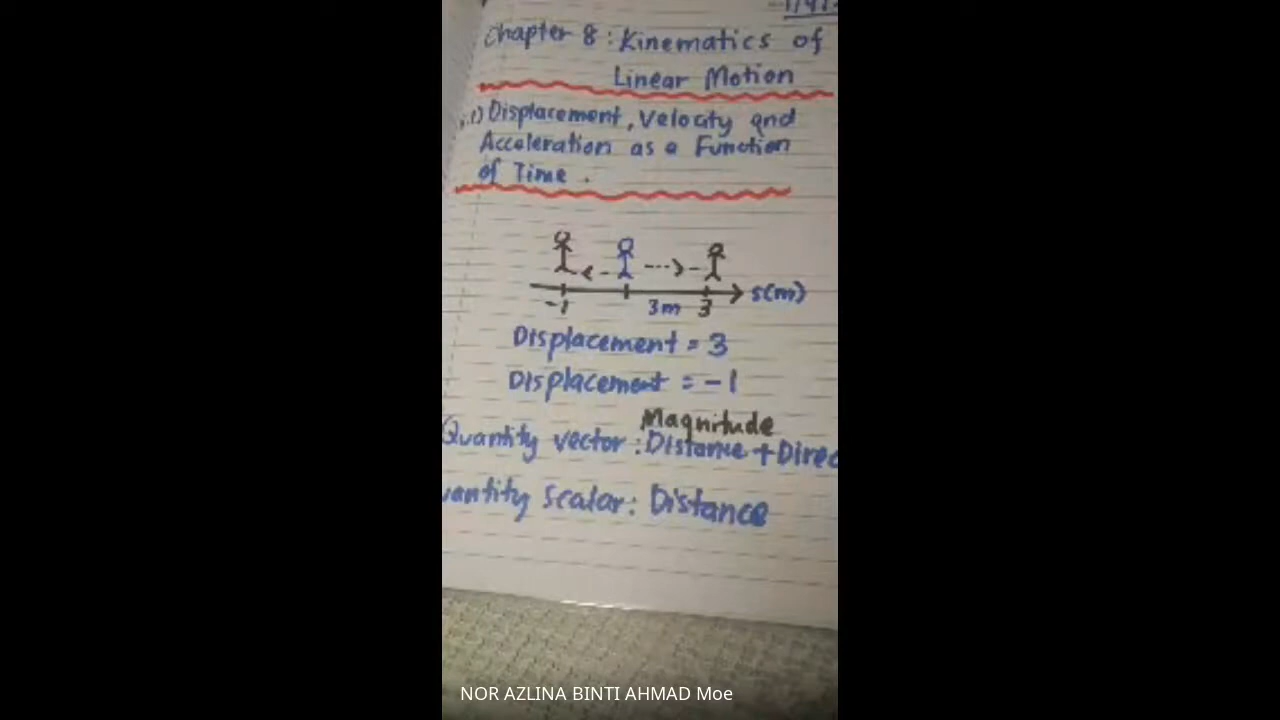 Chapter 8: Kinematics of
Linear Motion
Displacement, Velocity and
Acceleration as a Function
of Time.
s(m)
-1 3m 3
Displacement = 3
Displacement = -1
Magnitude
Quantity vector: Distance + Direc
uantity scalar: Distance
NOR AZLINA BINTI AHMAD Moe